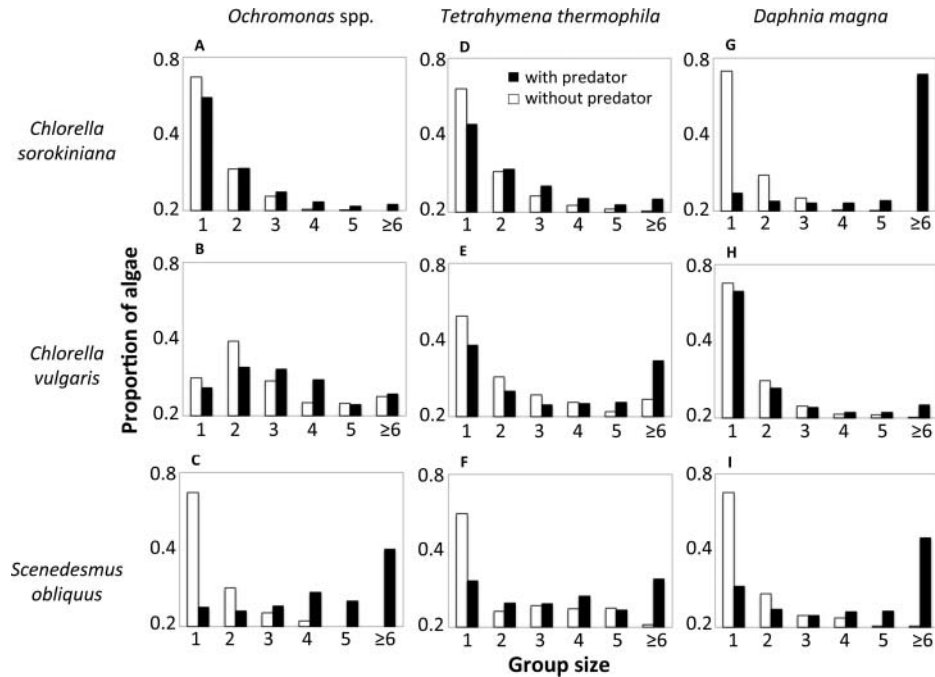 Ochromonas spp.
Tetrahymena thermophila
Daphnia magna
Chlorella
sorokiniana
Chlorella
vulgaris
Scenedesmus
obliquus
Proportion of algae
A
0.8
0.4
0.2
1 2 3 4 5 ≥6
D
with predator
without predator
0.8
0.4
0.2
1 2 3 4 5 ≥6
G
0.8
0.4
0.2
1 2 3 4 5 ≥6
B
0.8
0.4
0.2
1 2 3 4 5 ≥6
E
0.8
0.4
0.2
1 2 3 4 5 ≥6
H
0.8
0.4
0.2
1 2 3 4 5 ≥6
C
0.8
0.4
0.2
1 2 3 4 5 ≥6
F
0.8
0.4
0.2
1 2 3 4 5 ≥6
I
0.8
0.4
0.2
1 2 3 4 5 ≥6
Group size